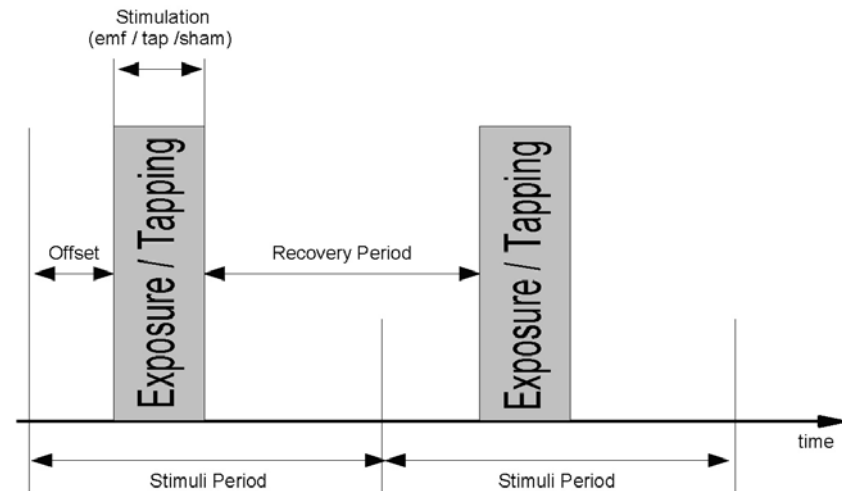 Stimulation
(emf / tap /sham)
Exposure / Tapping
Exposure / Tapping
Offset
Recovery Period
time
Stimuli Period
Stimuli Period